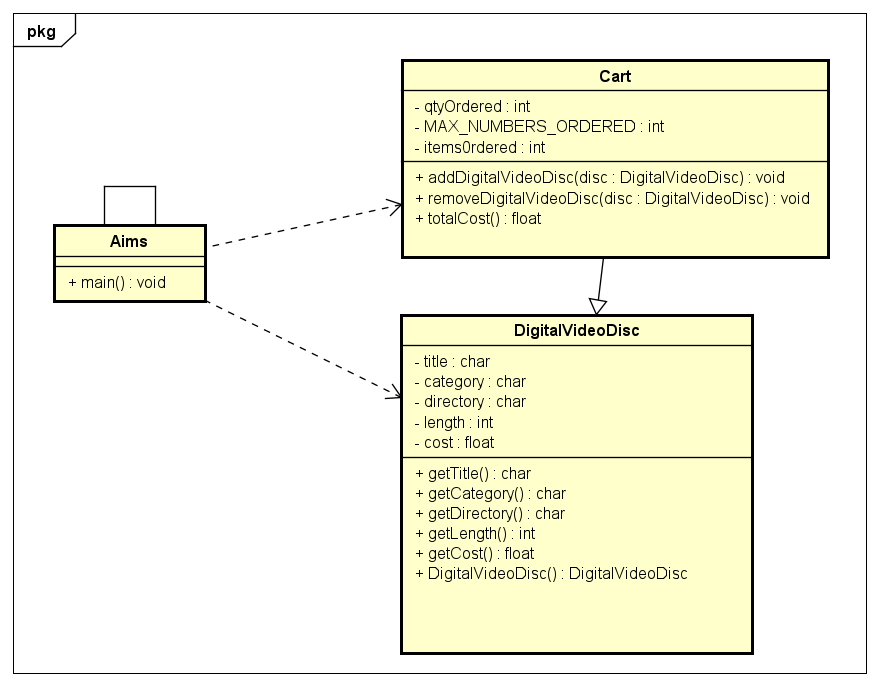 pkg
Cart
- qtyOrdered : int
- MAX_NUMBERS_ORDERED : int
- items0rdered : int
+ addDigitalVideoDisc(disc : DigitalVideoDisc) : void
+ removeDigitalVideoDisc(disc : DigitalVideoDisc) : void
+ totalCost() : float
Aims
+ main() : void
DigitalVideoDisc
- title : char
- category : char
- directory : char
- length : int
- cost : float
+ getTitle() : char
+ getCategory() : char
+ getDirectory() : char
+ getLength() : int
+ getCost() : float
+ DigitalVideoDisc() : DigitalVideoDisc